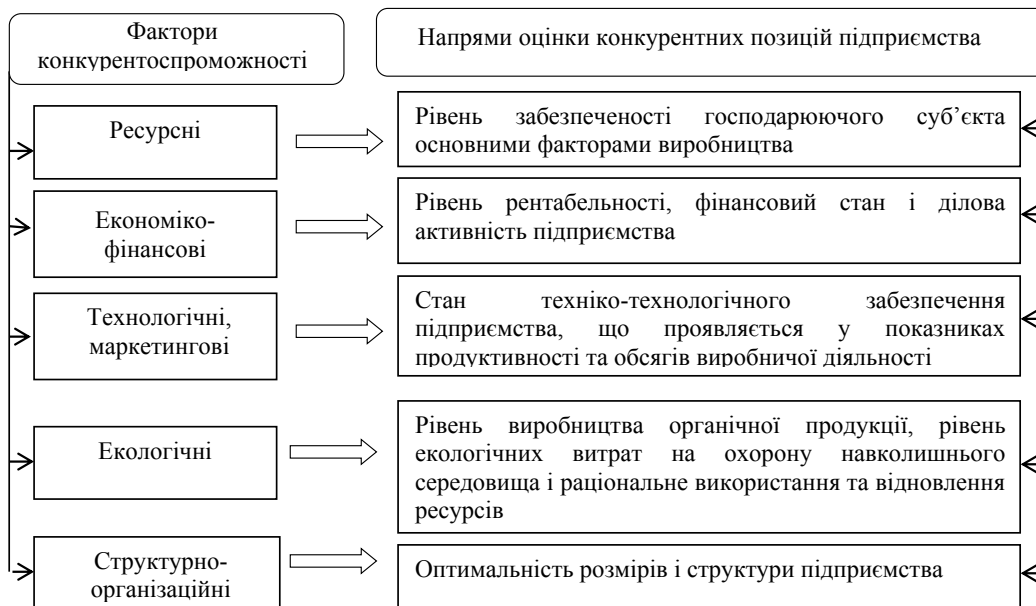 Фактори
конкурентоспроможності
Напрями оцінки конкурентних позицій підприємства
Ресурсні
Рівень забезпеченості господарюючого суб’єкта
основними факторами виробництва
Економіко-
фінансові
Рівень рентабельності, фінансовий стан і ділова
активність підприємства
Технологічні,
маркетингові
Стан техніко-технологічного забезпечення
підприємства, що проявляється у показниках
продуктивності та обсягів виробничої діяльності
Екологічні
Рівень виробництва органічної продукції, рівень
екологічних витрат на охорону навколишнього
середовища і раціональне використання та відновлення
ресурсів
Структурно-
організаційні
Оптимальність розмірів і структури підприємства